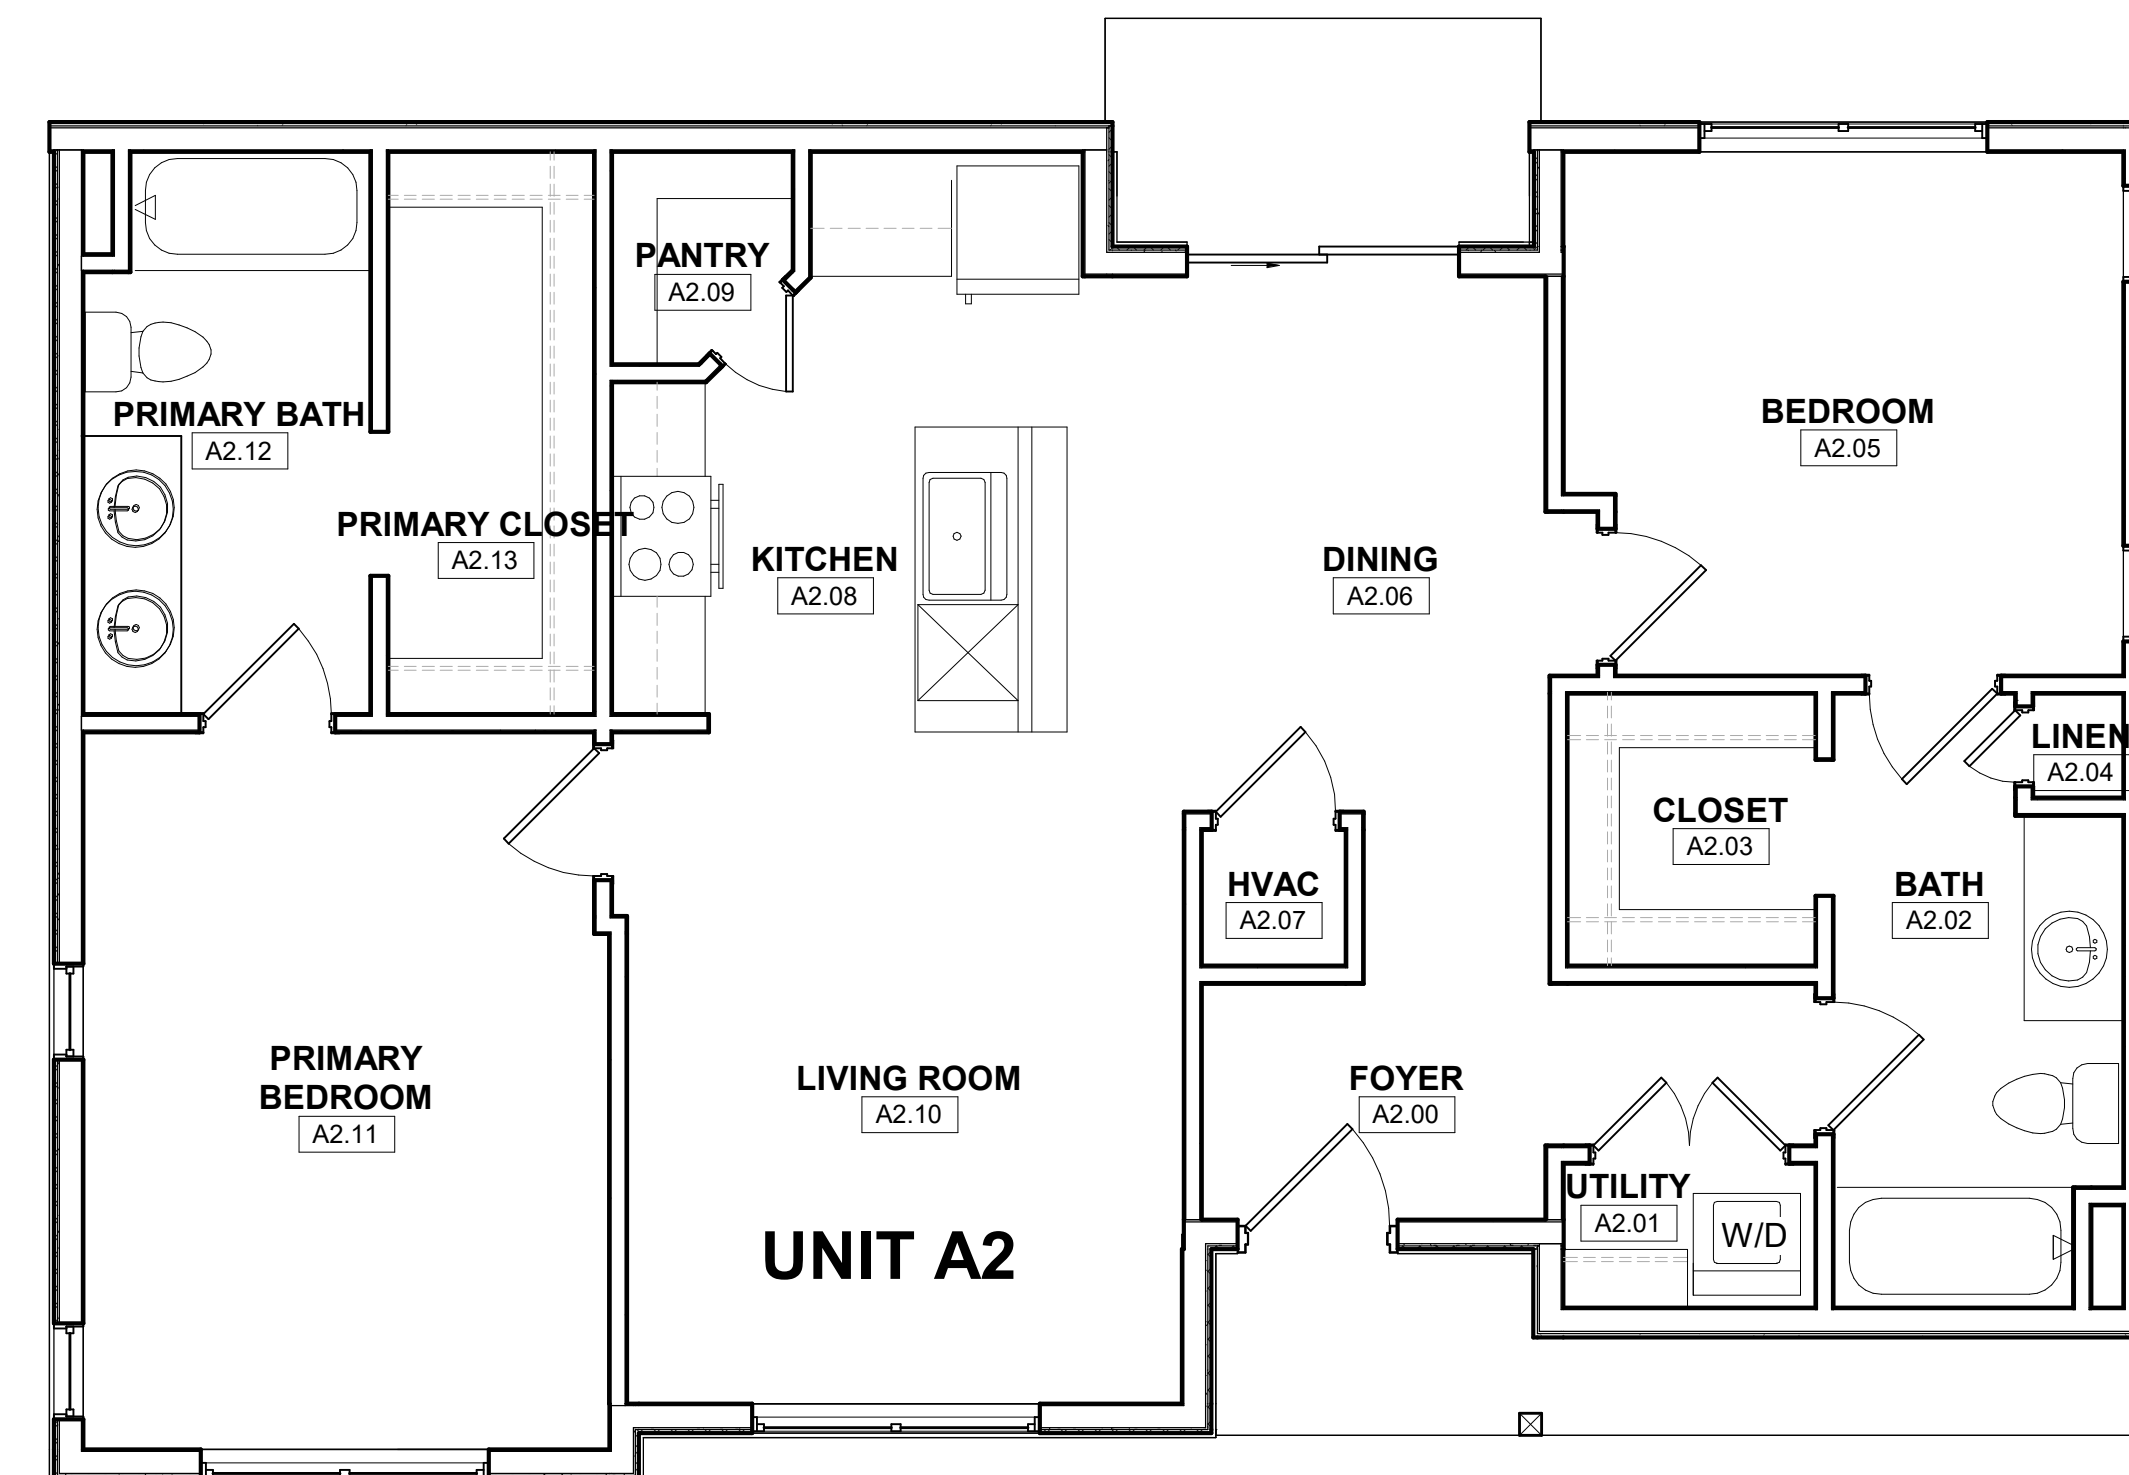 PANTRY
A2.09
PRIMARY BATH
A2.12
BEDROOM
A2.05
PRIMARY CLOSET
A2.13
KITCHEN
A2.08
DINING
A2.06
LINEN
A2.04
CLOSET
A2.03
HVAC
A2.07
BATH
A2.02
PRIMARY
BEDROOM
A2.11
LIVING ROOM
A2.10
FOYER
A2.00
UTILITY
A2.01
W/D
UNIT A2